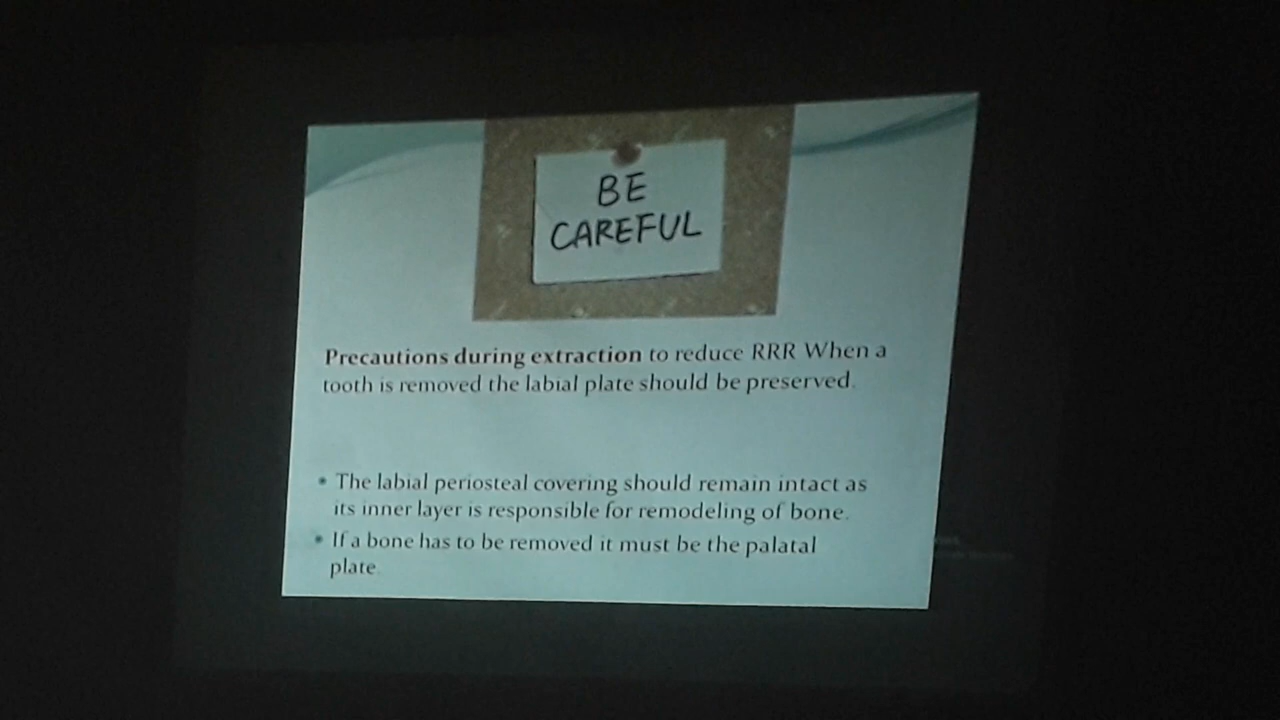 BE
CAREFUL
Precautions during extraction to reduce RRR When a
tooth is removed the labial plate should be preserved.
• The labial periosteal covering should remain intact as
its inner layer is responsible for remodeling of bone.
• If a bone has to be removed it must be the palatal
plate